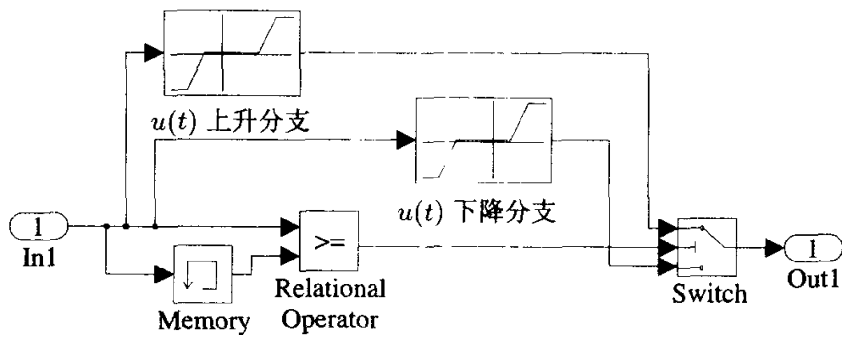 u(t) 上升分支
u(t) 下降分支
1
In1
>=
Memory
Relational
Operator
Switch
1
Out1